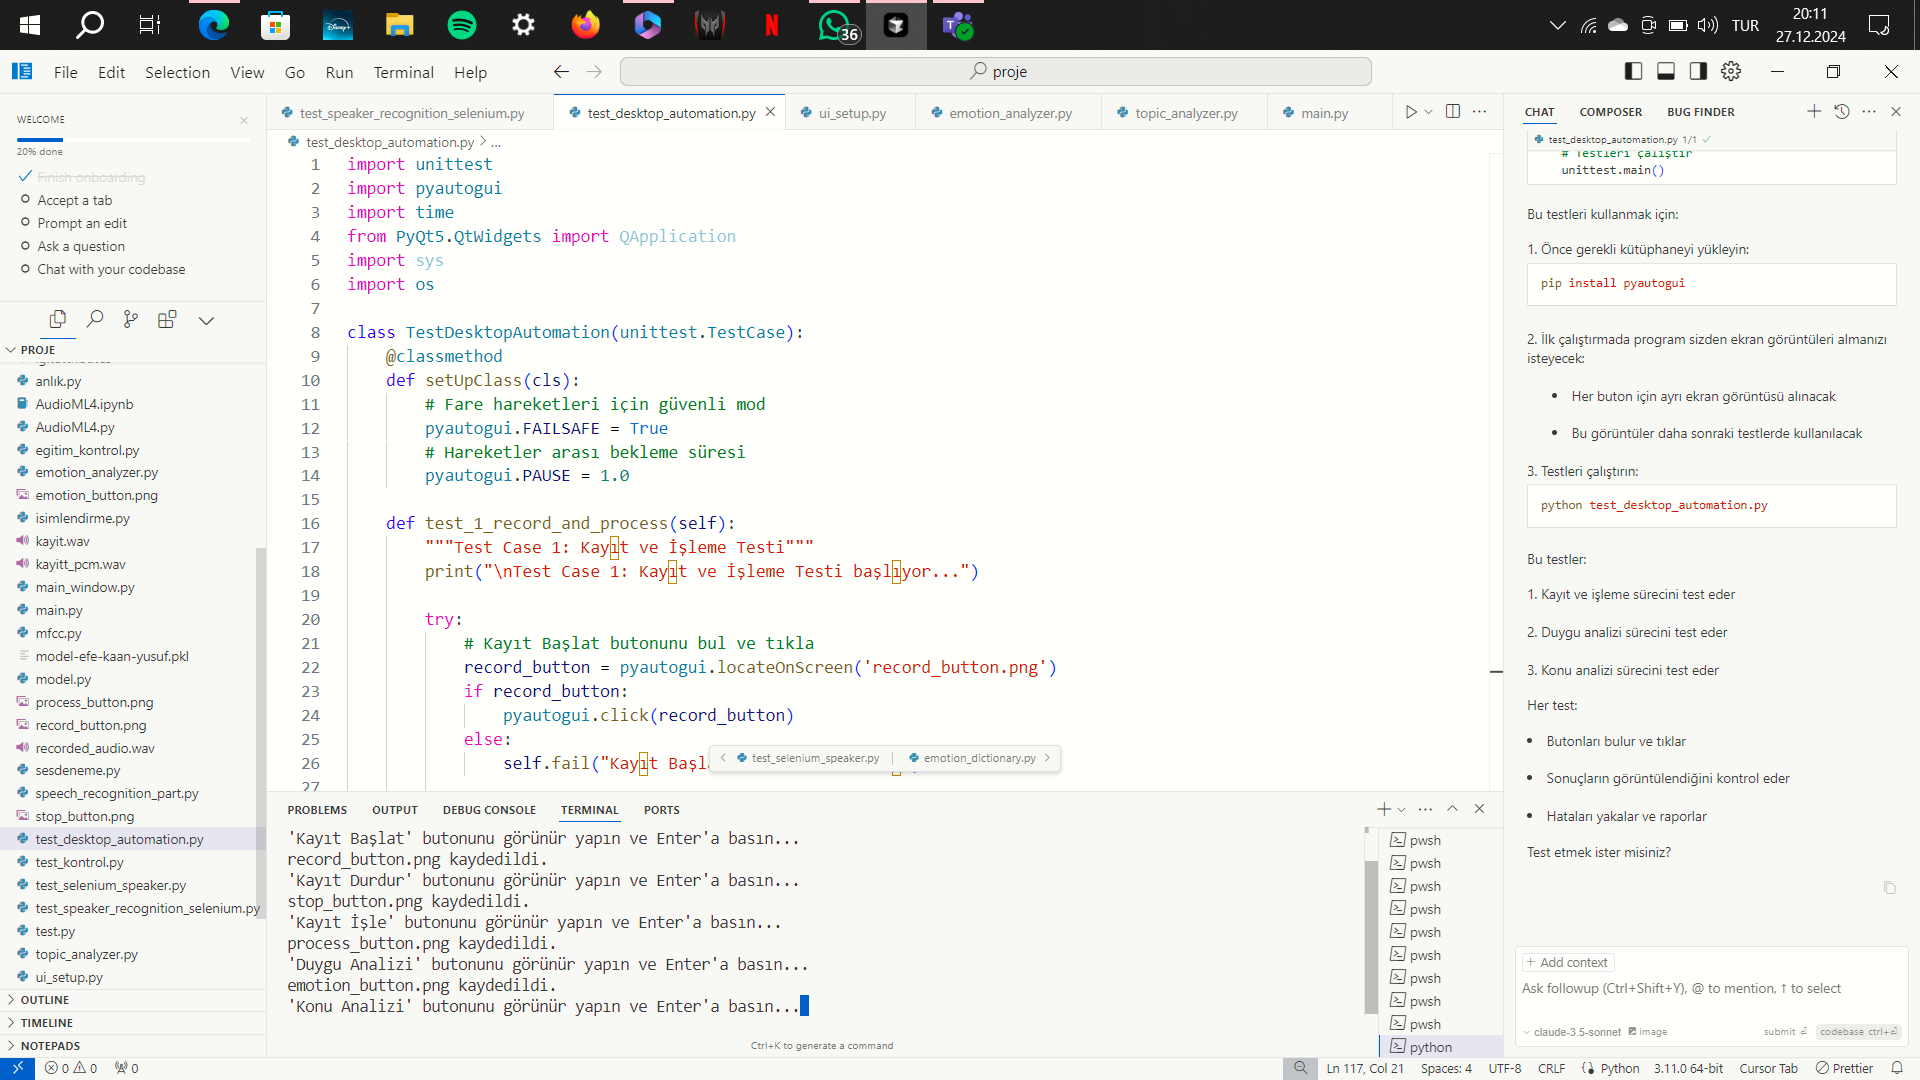 36
TUR
20:11
27.12.2024
File Edit Selection View Go Run Terminal Help
proje
WELCOME
20% done
Finish onboarding
Accept a tab
Prompt an edit
Ask a question
Chat with your codebase
PROJE
anlık.py
AudioML4.ipynb
AudioML4.py
egitim_kontrol.py
emotion_analyzer.py
emotion_button.png
isimlendirme.py
kayit.wav
kayitt_pcm.wav
main_window.py
main.py
mfcc.py
model-efe-kaan-yusuf.pkl
model.py
process_button.png
record_button.png
recorded_audio.wav
sesdeneme.py
speech_recognition_part.py
stop_button.png
test_desktop_automation.py
test_kontrol.py
test_selenium_speaker.py
test_speaker_recognition_selenium.py
test.py
topic_analyzer.py
ui_setup.py
OUTLINE
TIMELINE
NOTEPADS
test_speaker_recognition_selenium.py test_desktop_automation.py ui_setup.py emotion_analyzer.py topic_analyzer.py main.py
test_desktop_automation.py > ...
1 import unittest
2 import pyautogui
3 import time
4 from PyQt5.QtWidgets import QApplication
5 import sys
6 import os
7
8 class TestDesktopAutomation(unittest.TestCase):
9 @classmethod
10 def setUpClass(cls):
11 # Fare hareketleri için güvenli mod
12 pyautogui.FAILSAFE = True
13 # Hareketler arası bekleme süresi
14 pyautogui.PAUSE = 1.0
15
16 def test_1_record_and_process(self):
17 """Test Case 1: Kayıt ve İşleme Testi"""
18 print("\nTest Case 1: Kayıt ve İşleme Testi başlıyor...")
19
20 try:
21 # Kayıt Başlat butonunu bul ve tıkla
22 record_button = pyautogui.locateOnScreen('record_button.png')
23 if record_button:
24 pyautogui.click(record_button)
25 else:
26 self.fail("Kayıt
27
test_selenium_speaker.py emotion_dictionary.py
PROBLEMS OUTPUT DEBUG CONSOLE TERMINAL PORTS
'Kayıt Başlat' butonunu görünür yapın ve Enter'a basın...
record_button.png kaydedildi.
'Kayıt Durdur' butonunu görünür yapın ve Enter'a basın...
stop_button.png kaydedildi.
'Kayıt İşle' butonunu görünür yapın ve Enter'a basın...
process_button.png kaydedildi.
'Duygu Analizi' butonunu görünür yapın ve Enter'a basın...
emotion_button.png kaydedildi.
'Konu Analizi' butonunu görünür yapın ve Enter'a basın...
Ctrl+K to generate a command
pwsh
pwsh
pwsh
pwsh
pwsh
pwsh
pwsh
pwsh
pwsh
python
CHAT COMPOSER BUG FINDER
test_desktop_automation.py 1/1
# Testleri çalıştır
unittest.main()
Bu testleri kullanmak için:
1. Önce gerekli kütüphaneyi yükleyin:
pip install pyautogui
2. İlk çalıştırmada program sizden ekran görüntüleri almanızı
isteyecek:
• Her buton için ayrı ekran görüntüsü alınacak
• Bu görüntüler daha sonraki testlerde kullanılacak
3. Testleri çalıştırın:
python test_desktop_automation.py
Bu testler:
1. Kayıt ve işleme sürecini test eder
2. Duygu analizi sürecini test eder
3. Konu analizi sürecini test eder
Her test:
• Butonları bulur ve tıklar
• Sonuçların görüntülendiğini kontrol eder
• Hataları yakalar ve raporlar
Test etmek ister misiniz?
+ Add context
Ask followup (Ctrl+Shift+Y), @ to mention, ↑ to select
claude-3.5-sonnet image submit codebase ctrl+
0 0 0
Ln 117, Col 21 Spaces: 4 UTF-8 CRLF Python 3.11.0 64-bit Cursor Tab Prettier